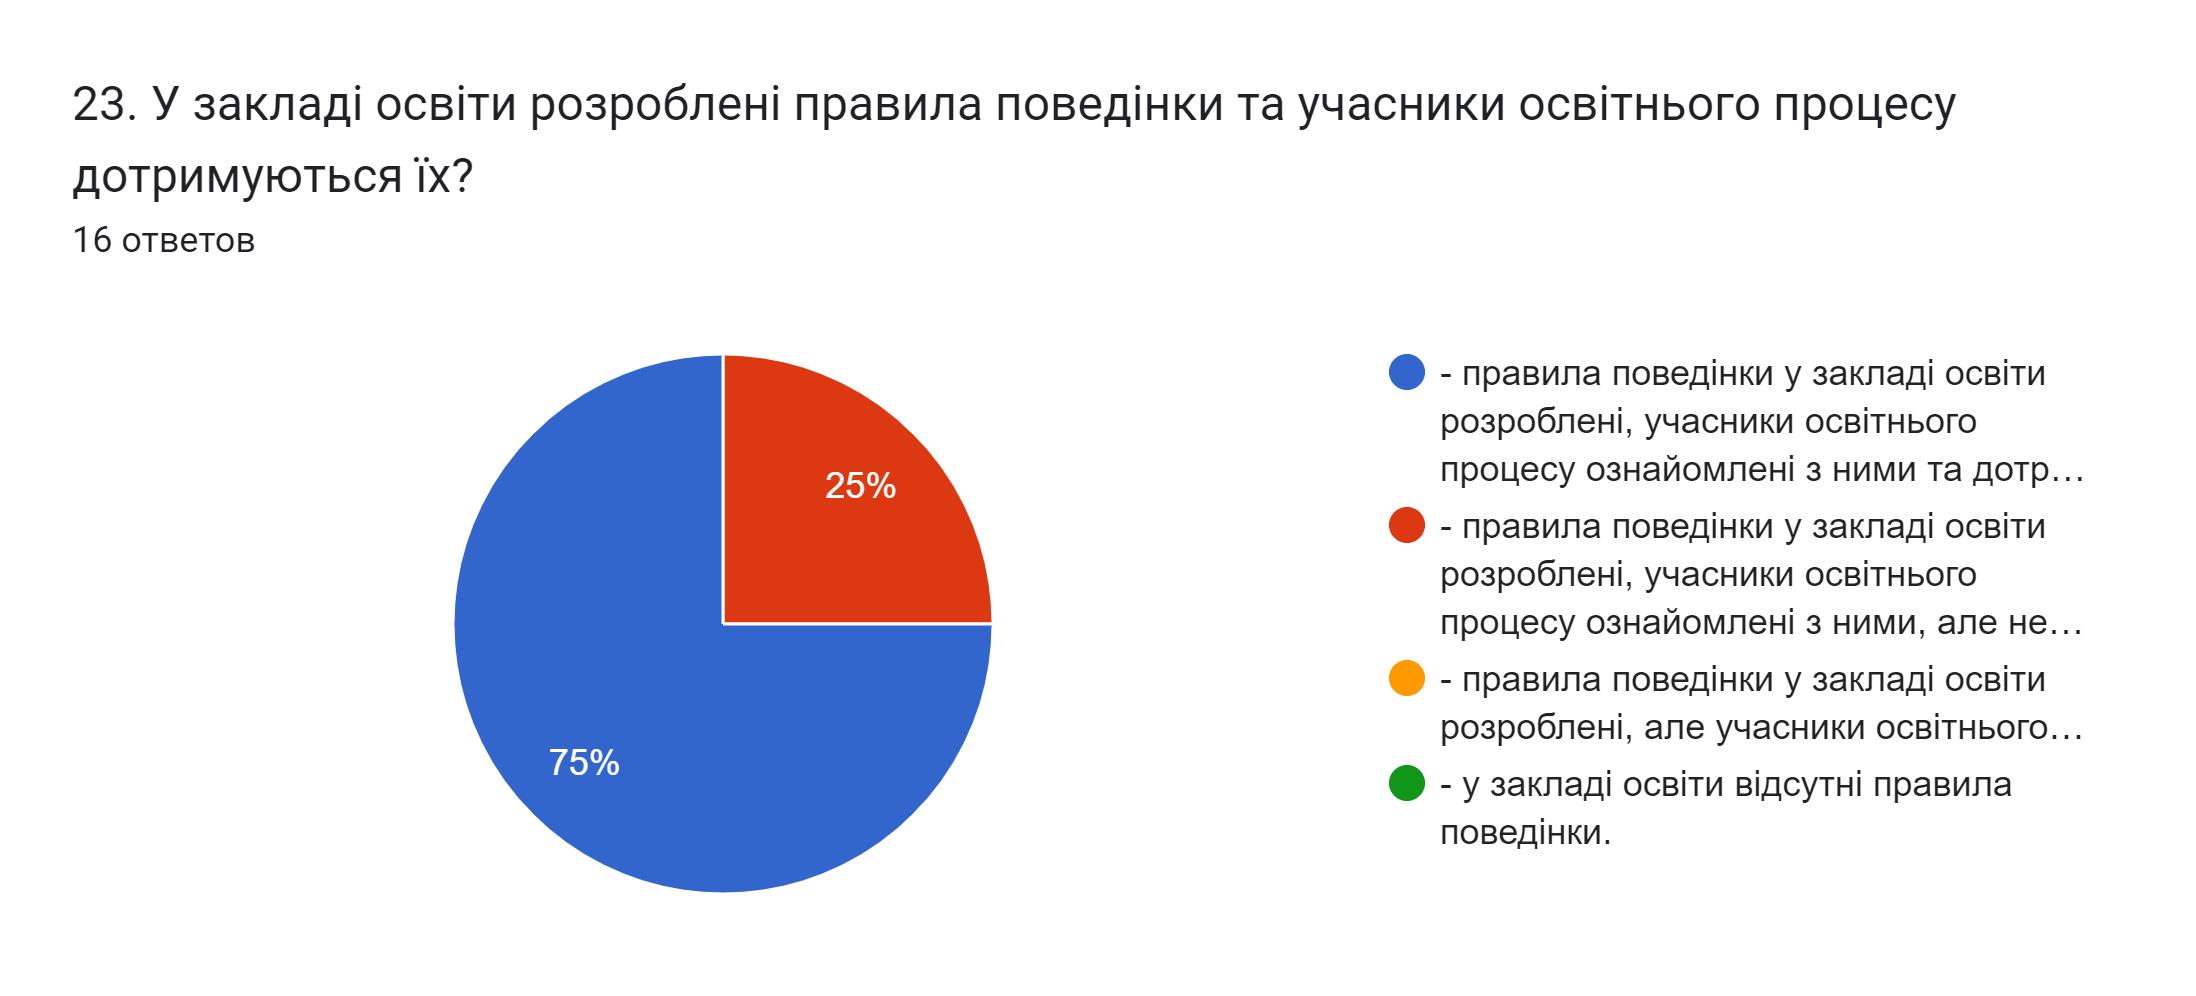 23. У закладі освіти розроблені правила поведінки та учасники освітнього процесу
дотримуються їх?
16 ответов
25%
75%
- правила поведінки у закладі освіти
розроблені, учасники освітнього
процесу ознайомлені з ними та дотр…
- правила поведінки у закладі освіти
розроблені, учасники освітнього
процесу ознайомлені з ними, але не…
- правила поведінки у закладі освіти
розроблені, але учасники освітнього…
- у закладі освіти відсутні правила
поведінки.